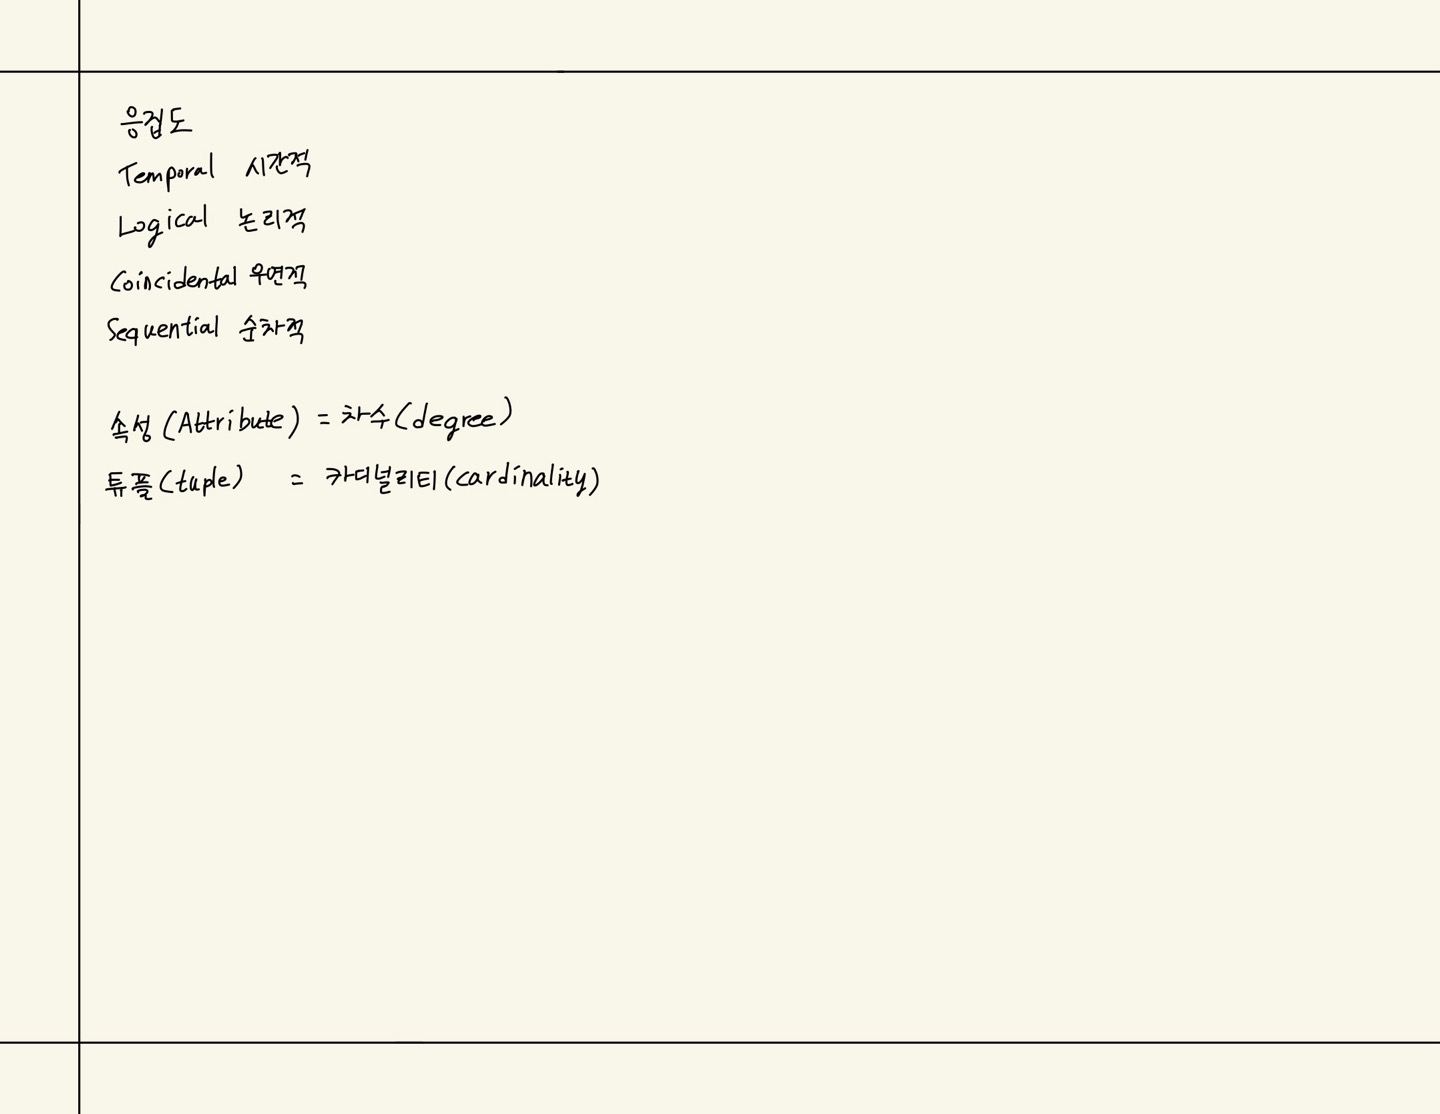 응집도
Temporal 시간적
Logical 논리적
Coincidental 우연적
Sequential 순차적
속성(Attribute) = 차수(degree)
튜플(tuple) = 카디널리티(cardinality)